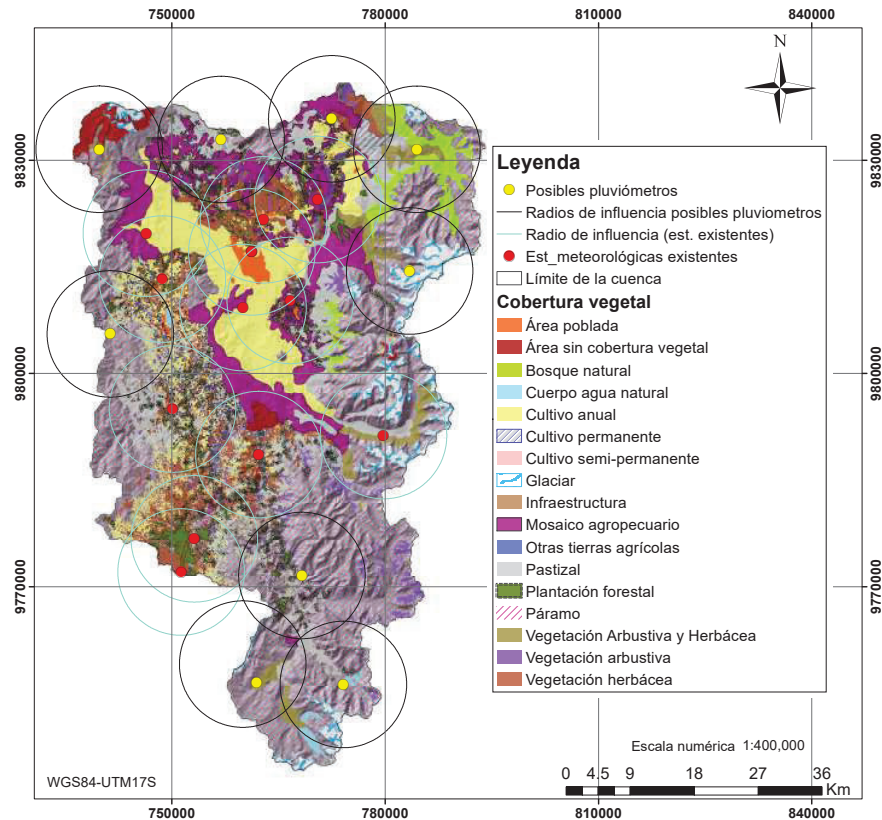 750000 780000 810000 840000
N
9830000 9830000
9800000 9800000
9770000 9770000
Leyenda
Posibles pluviómetros
Radios de influencia posibles pluviometros
Radio de influencia (est. existentes)
Est_meteorológicas existentes
Límite de la cuenca
Cobertura vegetal
Área poblada
Área sin cobertura vegetal
Bosque natural
Cuerpo agua natural
Cultivo anual
Cultivo permanente
Cultivo semi-permanente
Glaciar
Infraestructura
Mosaico agropecuario
Otras tierras agrícolas
Pastizal
Plantación forestal
Páramo
Vegetación Arbustiva y Herbácea
Vegetación arbustiva
Vegetación herbácea
Escala numérica 1:400,000
0 4.5 9 18 27 36
Km
WGS84-UTM17S
750000 780000 810000 840000